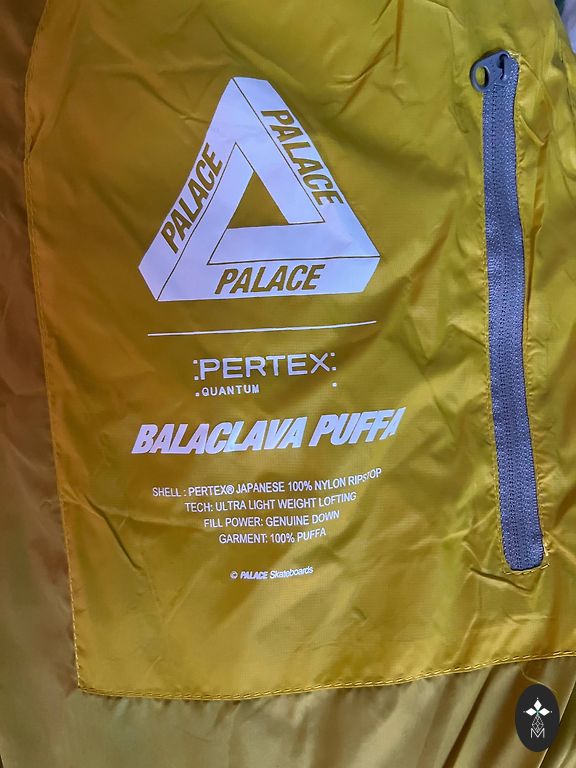 PALACE
PALACE
PALACE
:PERTEX:
.QUANTUM .
BALACLAVA PUFFA
SHELL : PERTEX® JAPANESE 100% NYLON RIPSTOP
TECH: ULTRA LIGHT WEIGHT LOFTING
FILL POWER: GENUINE DOWN
GARMENT: 100% PUFFA
© PALACE Skateboards
M